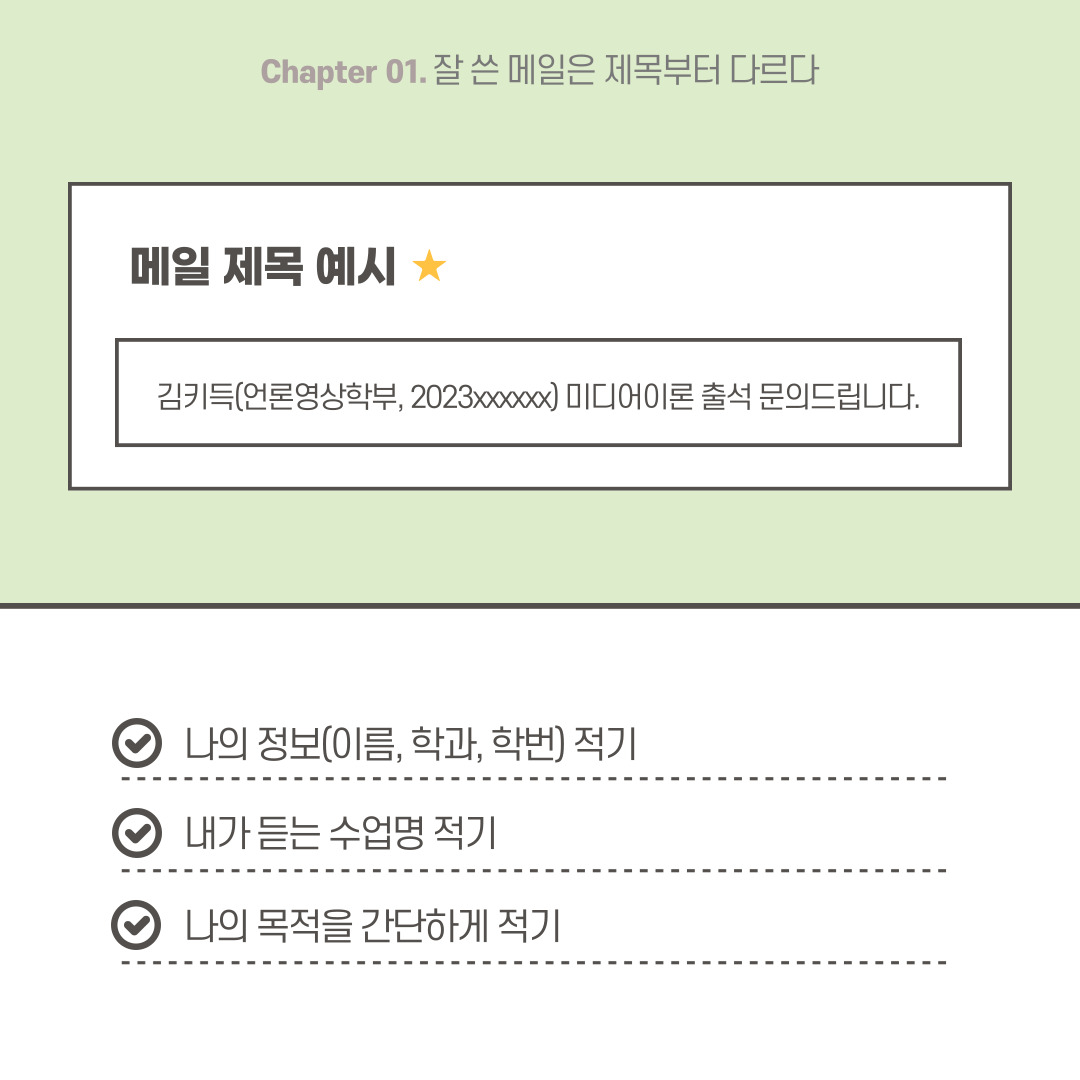 Chapter 01. 잘 쓴 메일은 제목부터 다르다
메일 제목 예시
김키득(언론영상학부, 2023xxxxxx) 미디어이론 출석 문의드립니다.
나의 정보(이름, 학과, 학번) 적기
내가 듣는 수업명 적기
나의 목적을 간단하게 적기